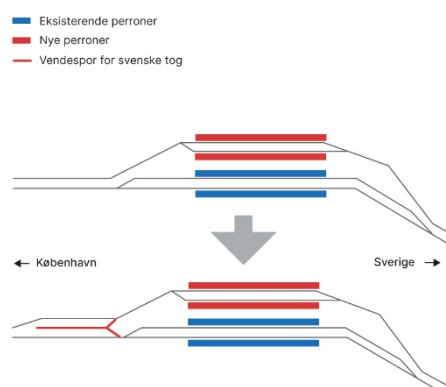 Eksisterende perroner
Nye perroner
Vendespor for svenske tog
← København
Sverige →